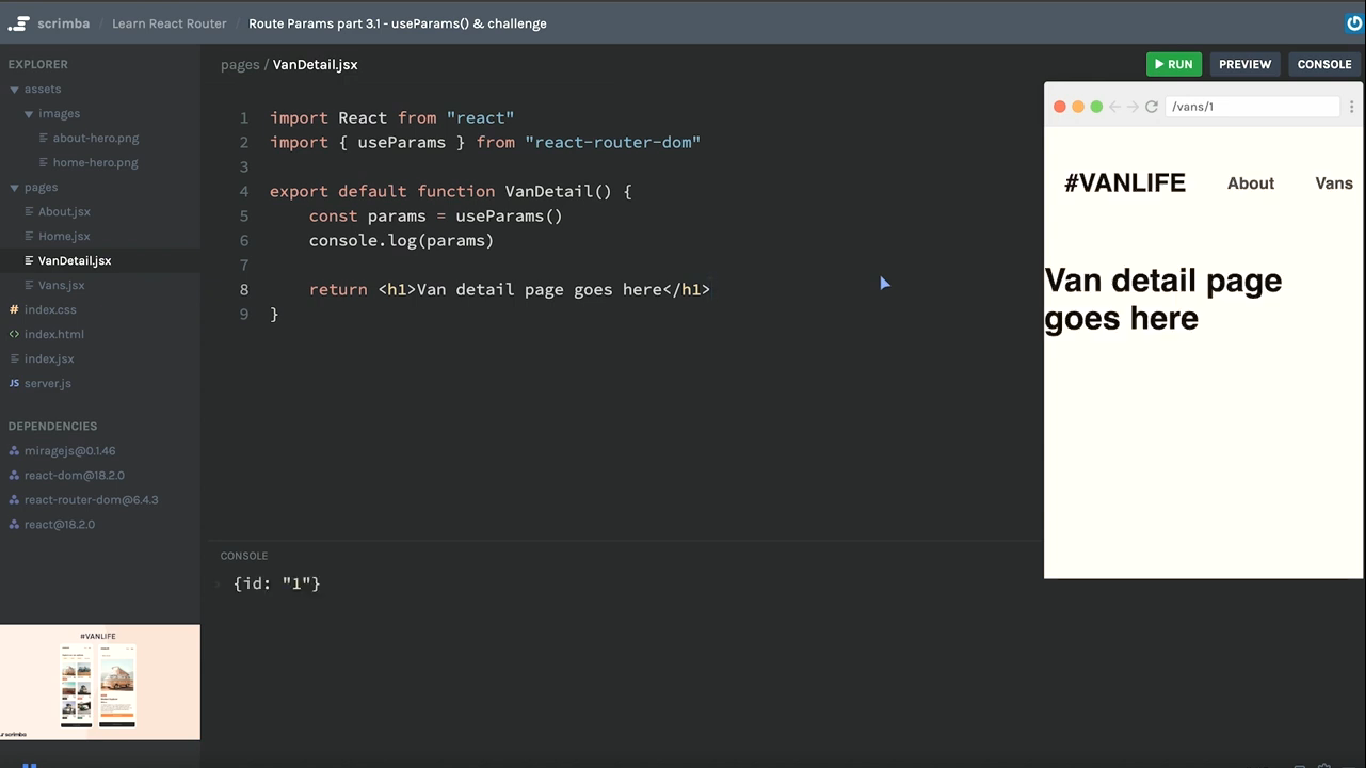 scrimba / Learn React Router / Route Params part 3.1 - useParams() & challenge
EXPLORER
assets
images
about-hero.png
home-hero.png
pages
About.jsx
Home.jsx
VanDetail.jsx
Vans.jsx
# index.css
<> index.html
index.jsx
JS server.js
DEPENDENCIES
miragejs@0.1.46
react-dom@18.2.0
react-router-dom@6.4.3
react@18.2.0
#VANLIFE
scrimba
pages / VanDetail.jsx
RUN PREVIEW CONSOLE
1 import React from "react"
2 import { useParams } from "react-router-dom"
3
4 export default function VanDetail() {
5 const params = useParams()
6 console.log(params)
7
8 return <h1>Van detail page goes here</h1>
9 }
CONSOLE
{id: "1"}
/vans/1
#VANLIFE About Vans
Van detail page
goes here